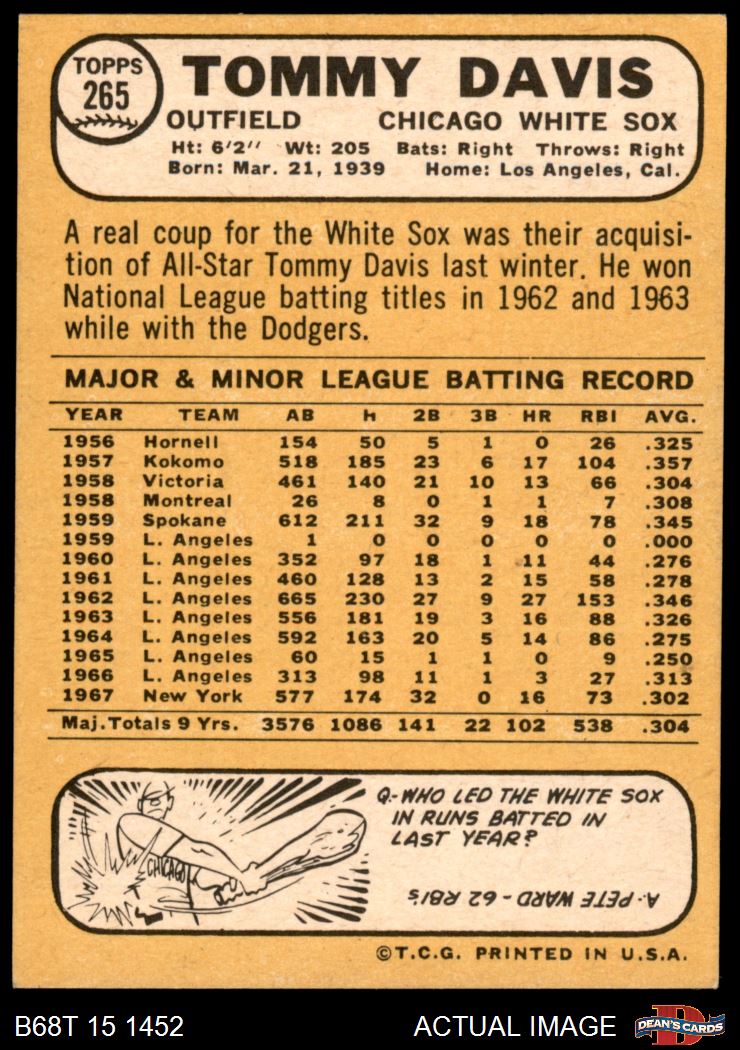 TOPPS
265
TOMMY DAVIS
OUTFIELD CHICAGO WHITE SOX
Ht: 6'2" Wt: 205 Bats: Right Throws: Right
Born: Mar. 21, 1939 Home: Los Angeles, Cal.
A real coup for the White Sox was their acquisi-
tion of All-Star Tommy Davis last winter. He won
National League batting titles in 1962 and 1963
while with the Dodgers.
MAJOR & MINOR LEAGUE BATTING RECORD
YEAR TEAM AB H 2B 3B HR RBI AVG.
1956 Hornell 154 50 5 1 0 26 .325
1957 Kokomo 518 185 23 6 17 104 .357
1958 Victoria 461 140 21 10 13 66 .304
1958 Montreal 26 8 0 1 1 7 .308
1959 Spokane 612 211 32 9 18 78 .345
1959 L. Angeles 1 0 0 0 0 0 .000
1960 L. Angeles 352 97 18 1 11 44 .276
1961 L. Angeles 460 128 13 2 15 58 .278
1962 L. Angeles 665 230 27 9 27 153 .346
1963 L. Angeles 556 181 19 3 16 88 .326
1964 L. Angeles 592 163 20 5 14 86 .275
1965 L. Angeles 60 15 1 1 0 9 .250
1966 L. Angeles 313 98 11 1 3 27 .313
1967 New York 577 174 32 0 16 73 .302
Maj. Totals 9 Yrs. 3576 1086 141 22 102 538 .304
CHICAGO
Q.-WHO LED THE WHITE SOX
IN RUNS BATTED IN
LAST YEAR?
A: PETE WARD-62 RBI's
©T.C.G. PRINTED IN U.S.A.
B68T 15 1452 ACTUAL IMAGE
D
DEAN'S CARDS